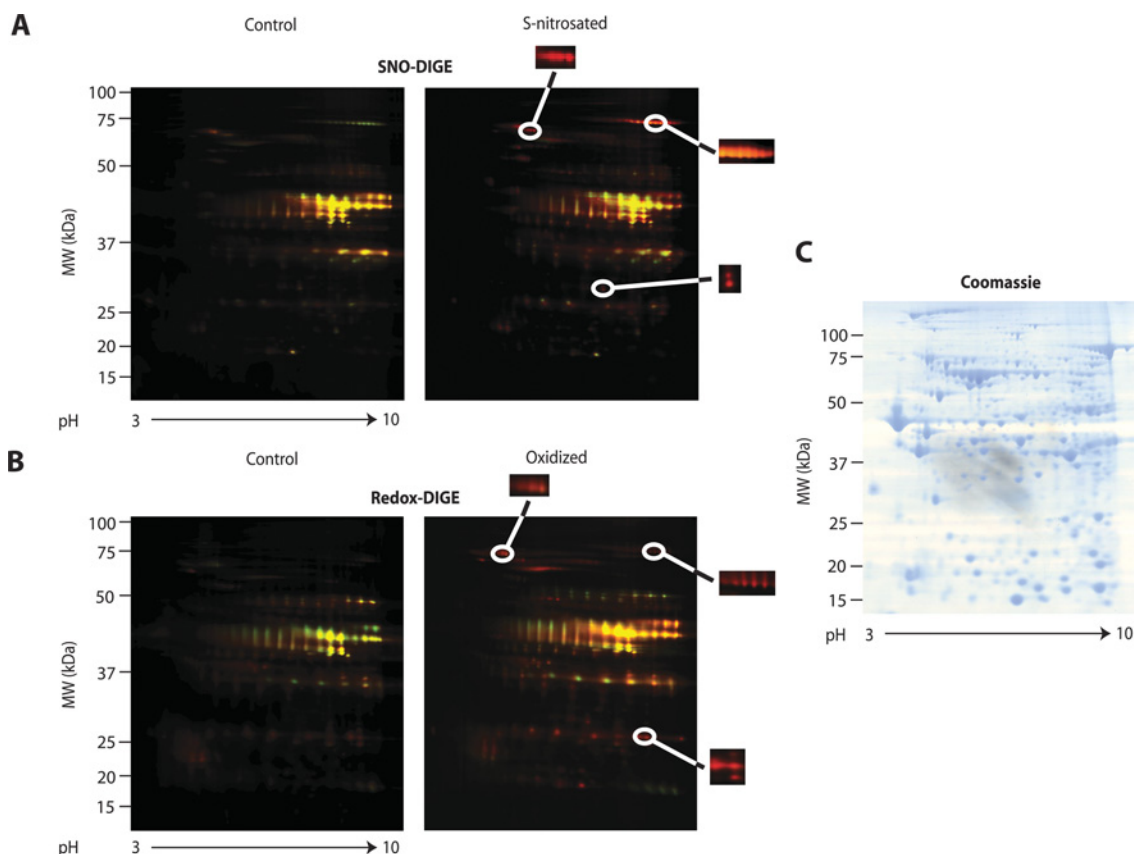 A
Control
S-nitrosated
SNO-DIGE
100
75
50
37
25
20
15
MW (kDa)
pH 3 10
B
Control
Oxidized
Redox-DIGE
100
75
50
37
25
20
15
MW (kDa)
pH 3 10
C
Coomassie
100
75
50
37
25
20
15
MW (kDa)
pH 3 10